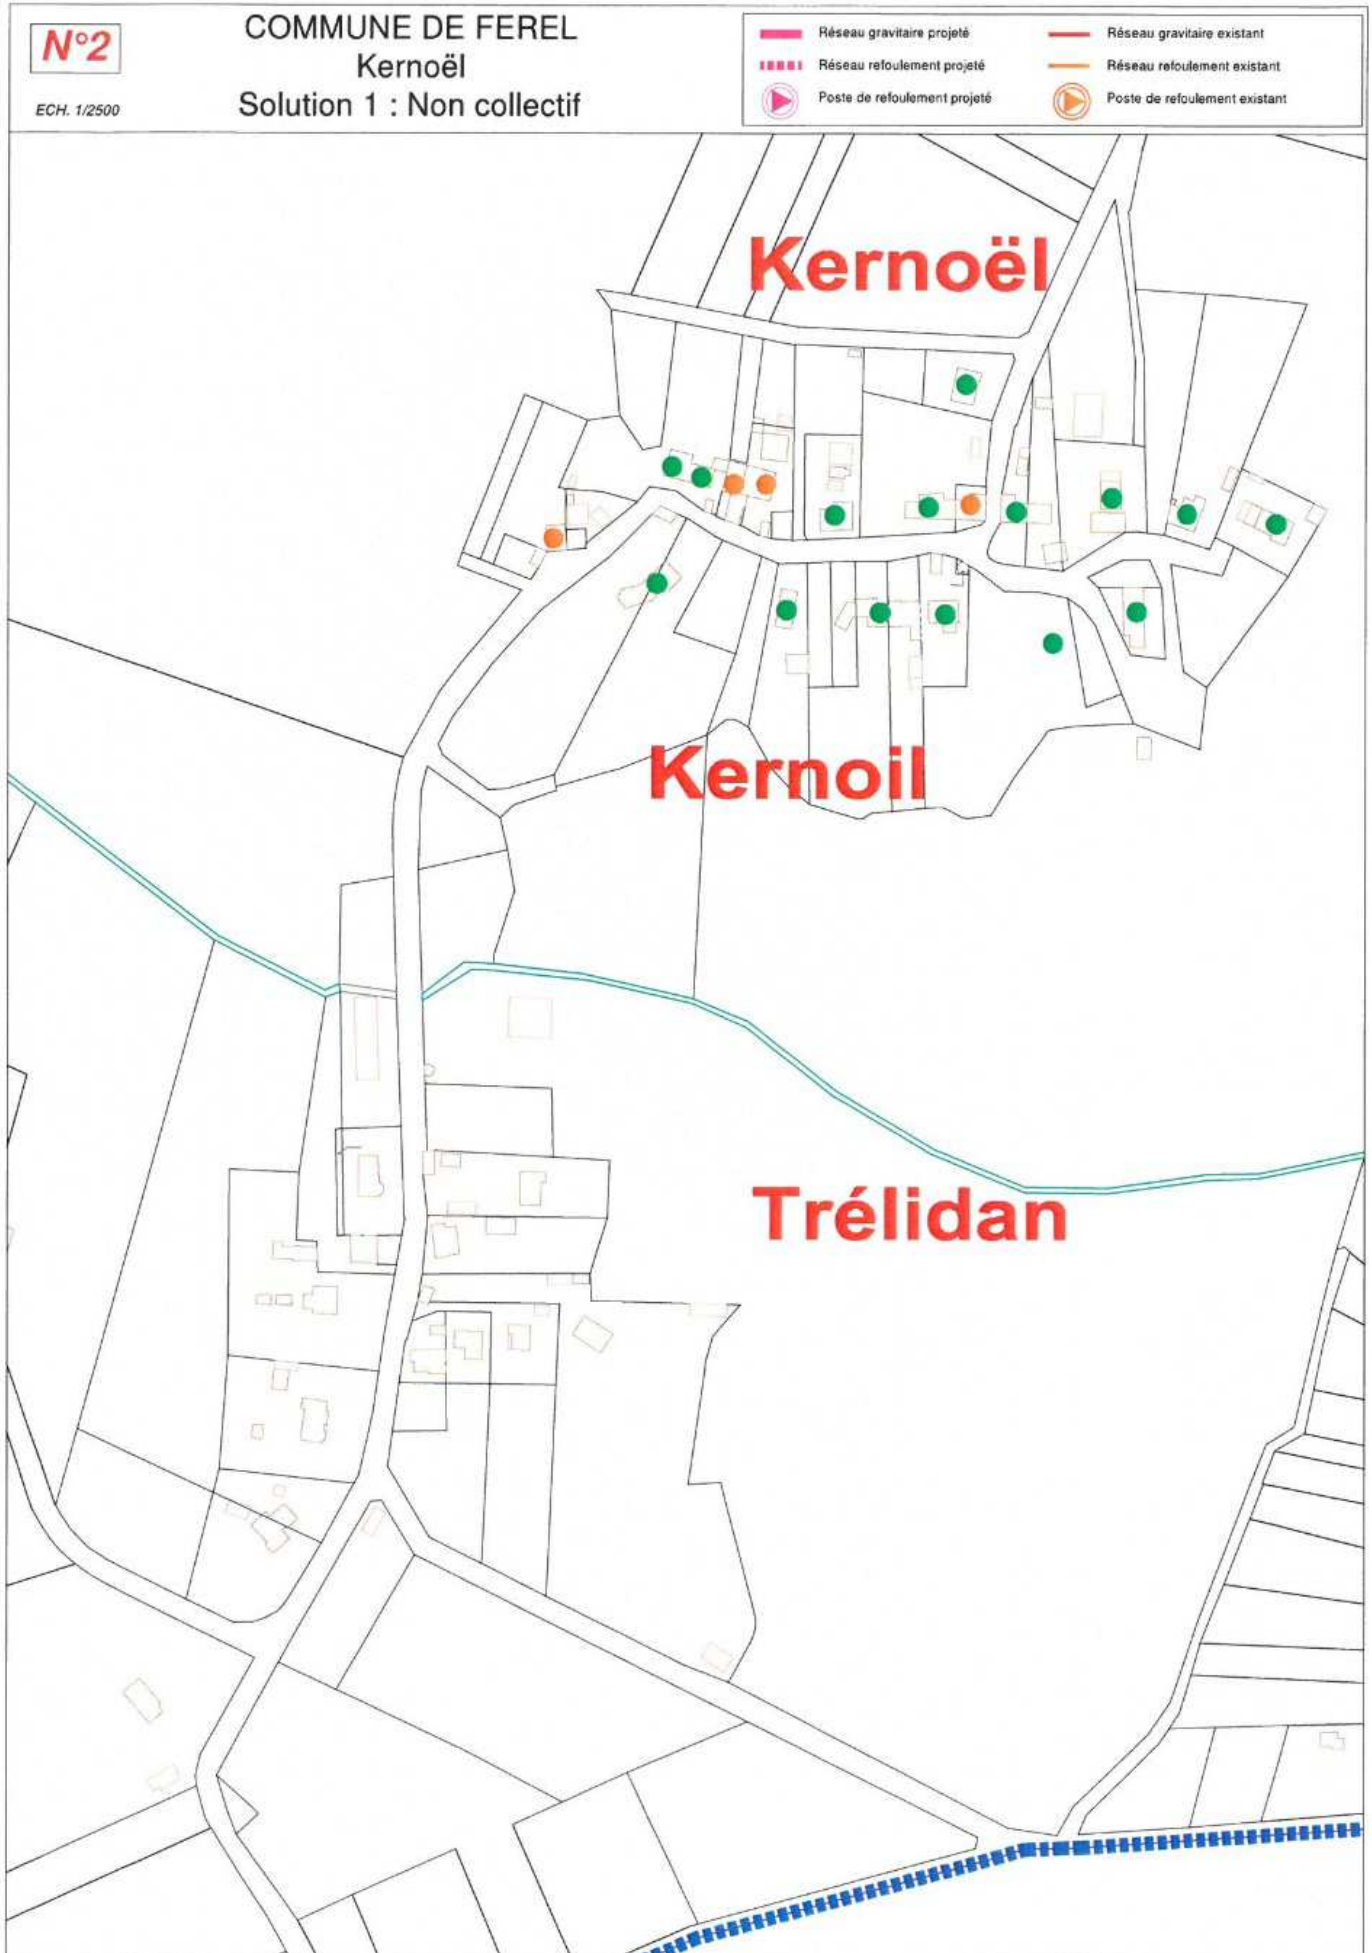 N°2
ECH. 1/2500
COMMUNE DE FEREL
Kernoël
Solution 1 : Non collectif
Réseau gravitaire projeté
Réseau refoulement projeté
Poste de refoulement projeté
Réseau gravitaire existant
Réseau refoulement existant
Poste de refoulement existant
Kernoël
Kernoil
Trélidan